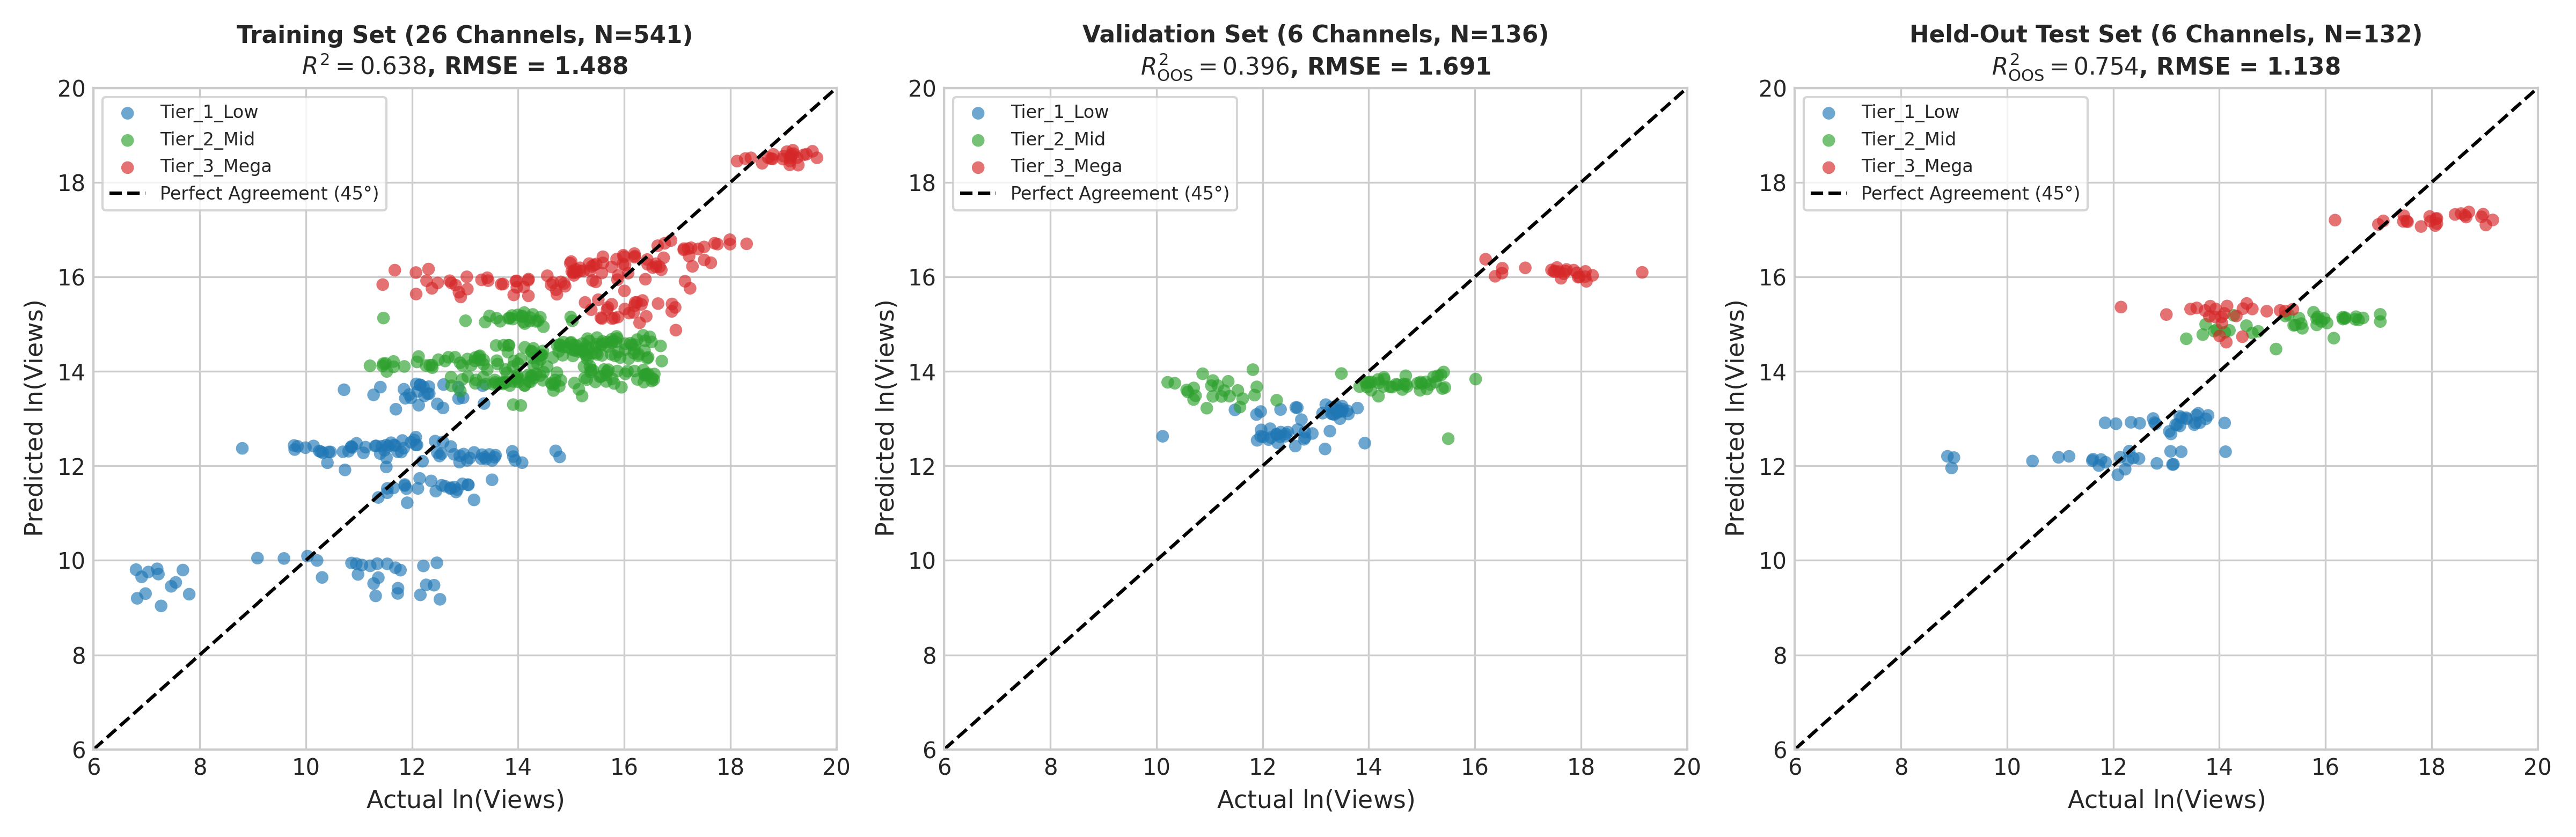 Training Set (26 Channels, N=541)
R² = 0.638, RMSE = 1.488
20
18
16
14
12
10
8
6
Predicted ln(Views)
Tier_1_Low
Tier_2_Mid
Tier_3_Mega
Perfect Agreement (45°)
6 8 10 12 14 16 18 20
Actual ln(Views)
Validation Set (6 Channels, N=136)
R²OOS = 0.396, RMSE = 1.691
20
18
16
14
12
10
8
6
Predicted ln(Views)
Tier_1_Low
Tier_2_Mid
Tier_3_Mega
Perfect Agreement (45°)
6 8 10 12 14 16 18 20
Actual ln(Views)
Held-Out Test Set (6 Channels, N=132)
R²OOS = 0.754, RMSE = 1.138
20
18
16
14
12
10
8
6
Predicted ln(Views)
Tier_1_Low
Tier_2_Mid
Tier_3_Mega
Perfect Agreement (45°)
6 8 10 12 14 16 18 20
Actual ln(Views)